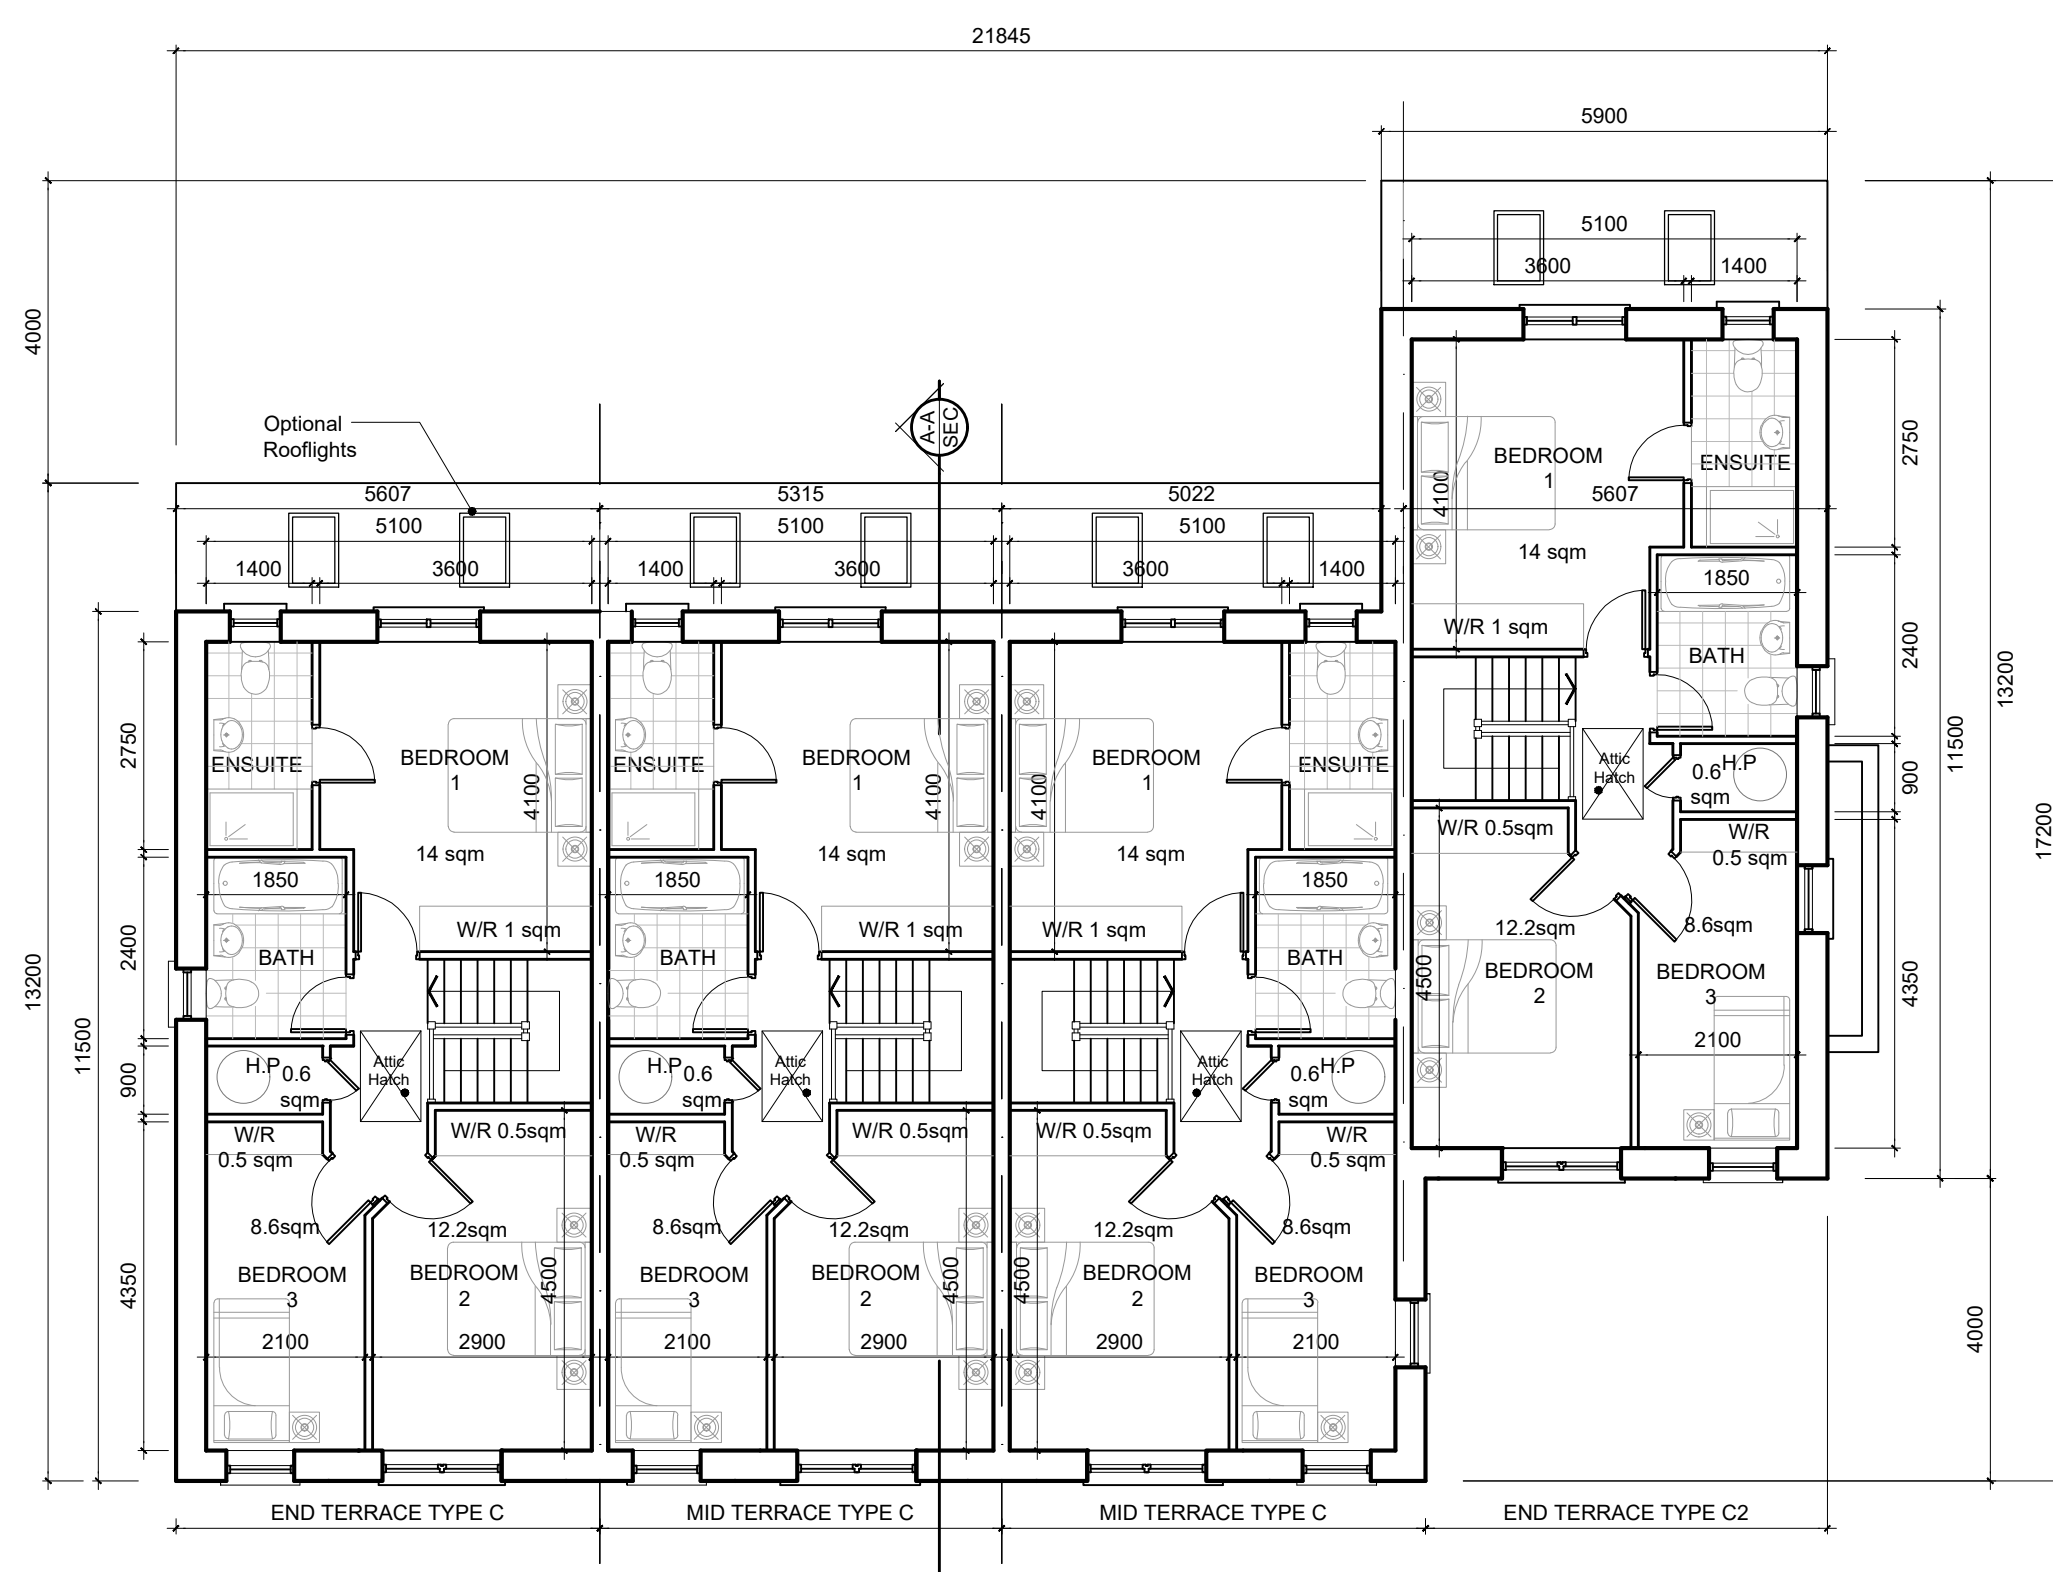 21845
5900
5100
3600
1400
4000
Optional
Rooflights
A-A
SEC
5607
5315
5022
5607
5100
5100
5100
1400
3600
1400
3600
3600
1400
BEDROOM
1
4100
14 sqm
ENSUITE
W/R 1 sqm
1850
BATH
2750
2400
900
4350
11500
13200
17200
4000
Attic
Hatch
0.6
sqm
H.P
W/R 0.5sqm
W/R
0.5 sqm
12.2sqm
BEDROOM
2
4500
8.6sqm
BEDROOM
3
2100
13200
11500
2750
2400
900
4350
ENSUITE
BEDROOM
1
4100
14 sqm
1850
W/R 1 sqm
BATH
H.P
0.6
sqm
Attic
Hatch
W/R
0.5 sqm
W/R 0.5sqm
8.6sqm
12.2sqm
BEDROOM
3
BEDROOM
2
4500
2100
2900
ENSUITE
BEDROOM
1
4100
14 sqm
1850
W/R 1 sqm
BATH
H.P
0.6
sqm
Attic
Hatch
W/R
0.5 sqm
W/R 0.5sqm
8.6sqm
12.2sqm
BEDROOM
3
BEDROOM
2
4500
2100
2900
4100
BEDROOM
1
ENSUITE
14 sqm
1850
W/R 1 sqm
BATH
Attic
Hatch
0.6
sqm
H.P
W/R 0.5sqm
W/R
0.5 sqm
12.2sqm
8.6sqm
4500
BEDROOM
2
BEDROOM
3
2900
2100
END TERRACE TYPE C
MID TERRACE TYPE C
MID TERRACE TYPE C
END TERRACE TYPE C2